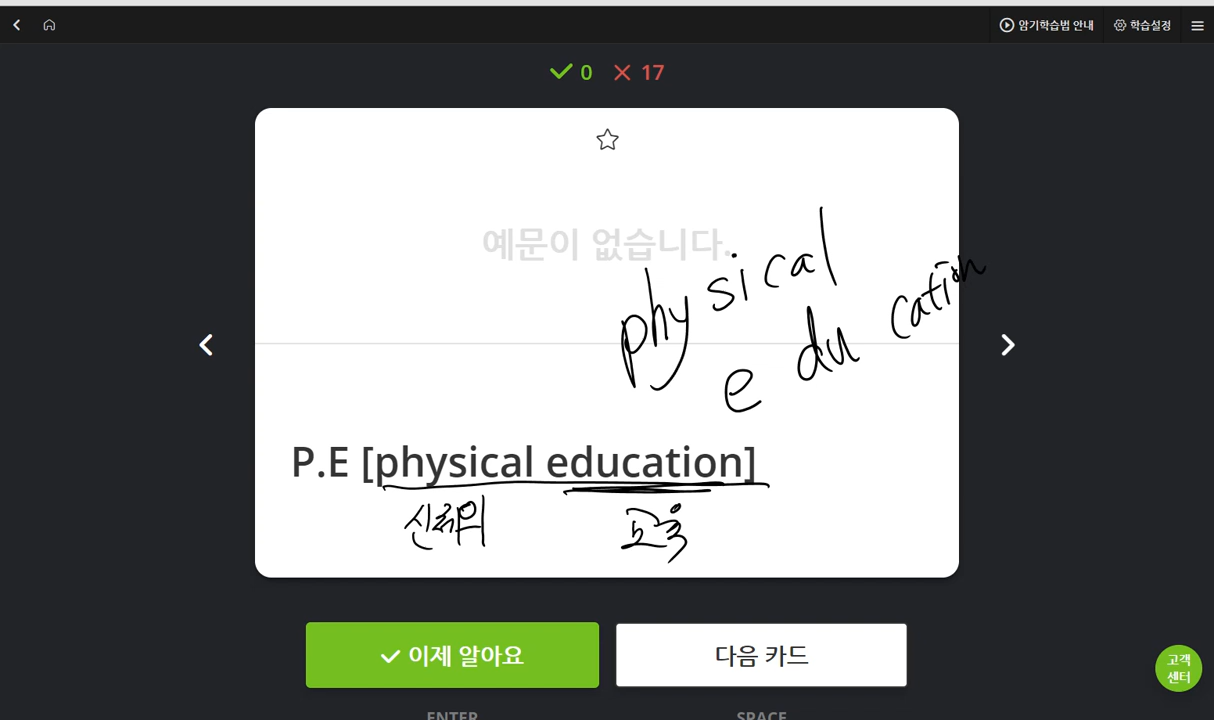 암기학습법 안내 학습설정
0 17
예문이 없습니다.
physical
e du cation
P.E [physical education]
신체의 교육
이제 알아요 다음 카드
고객
센터
ENTER SPACE